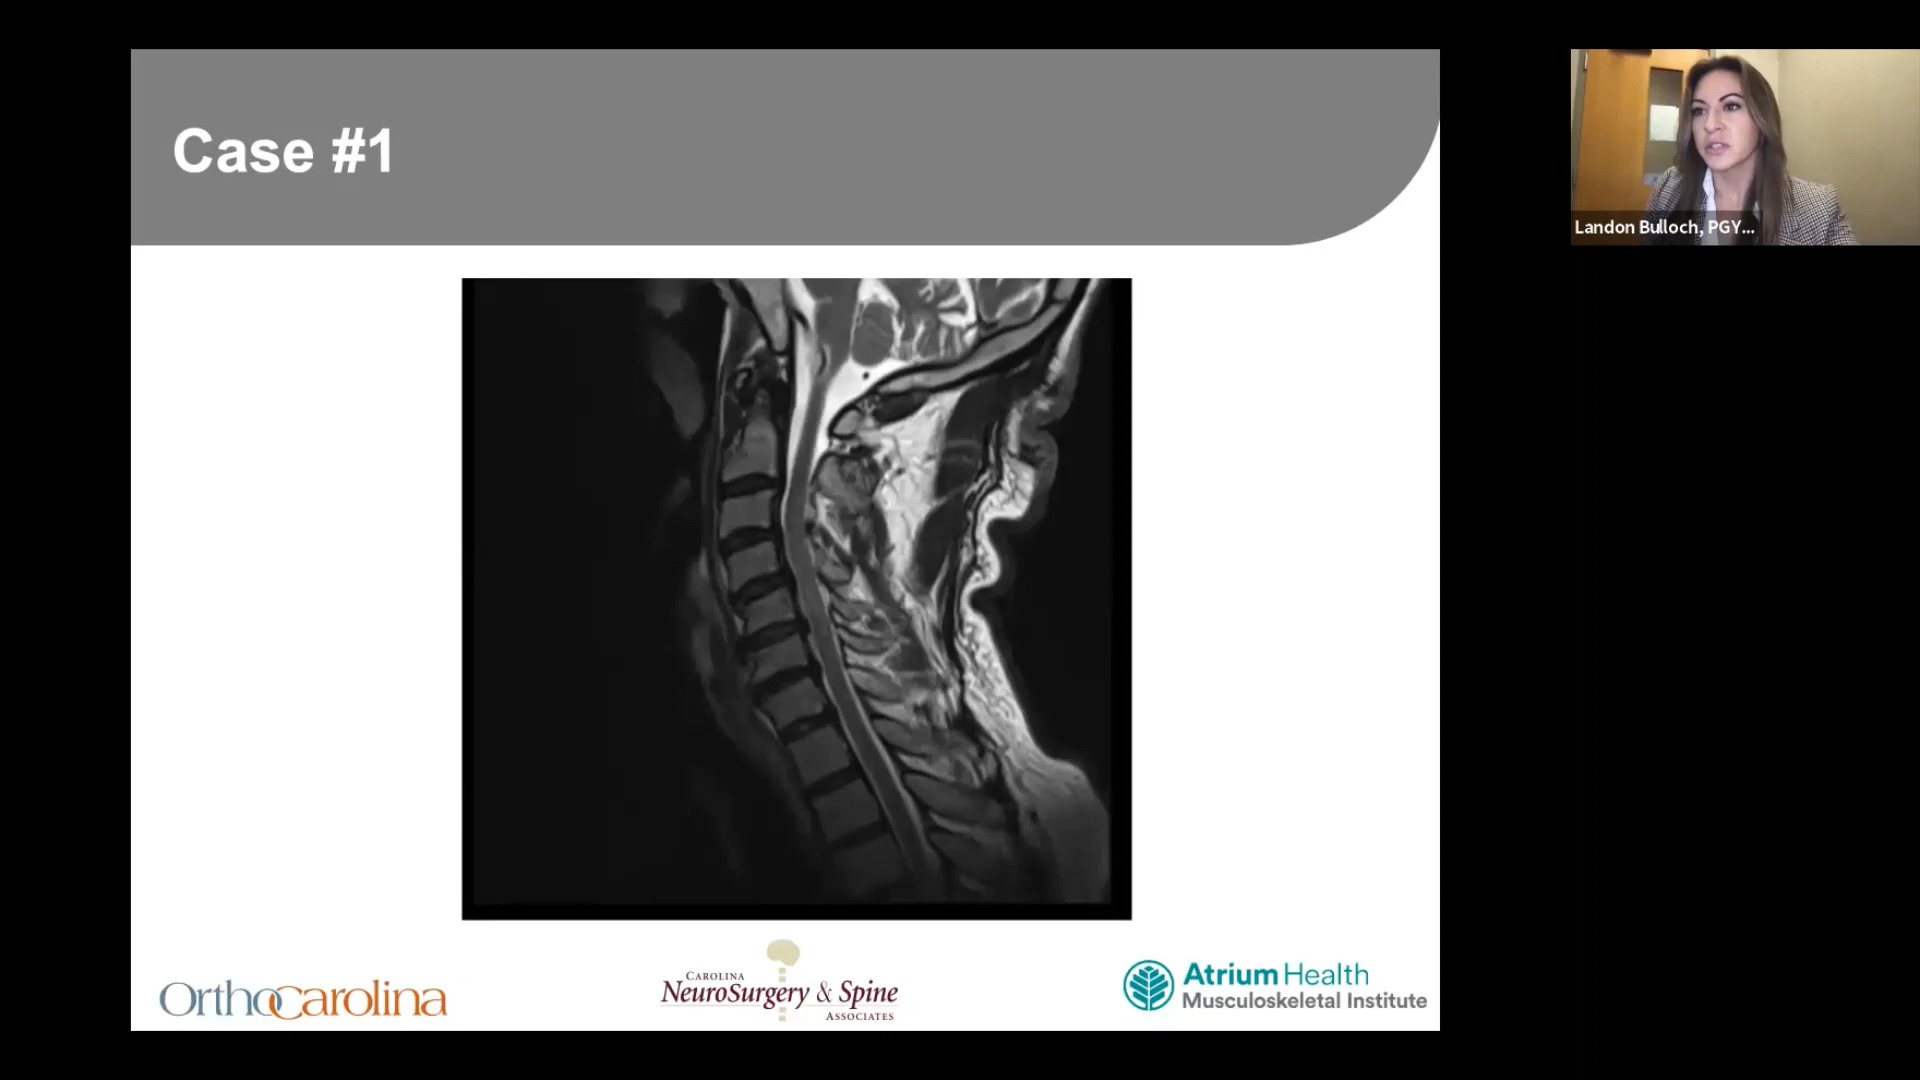 Case #1
Landon Bulloch, PGY...
OrthoCarolina
CAROLINA
NEUROSURGERY & SPINE
ASSOCIATES
Atrium Health
Musculoskeletal Institute